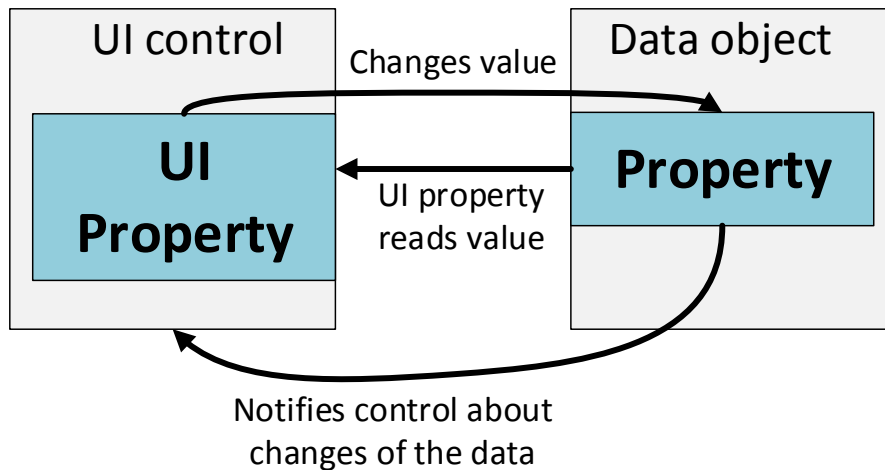 UI control
Data object
Changes value
UI
Property
Property
UI property
reads value
Notifies control about
changes of the data